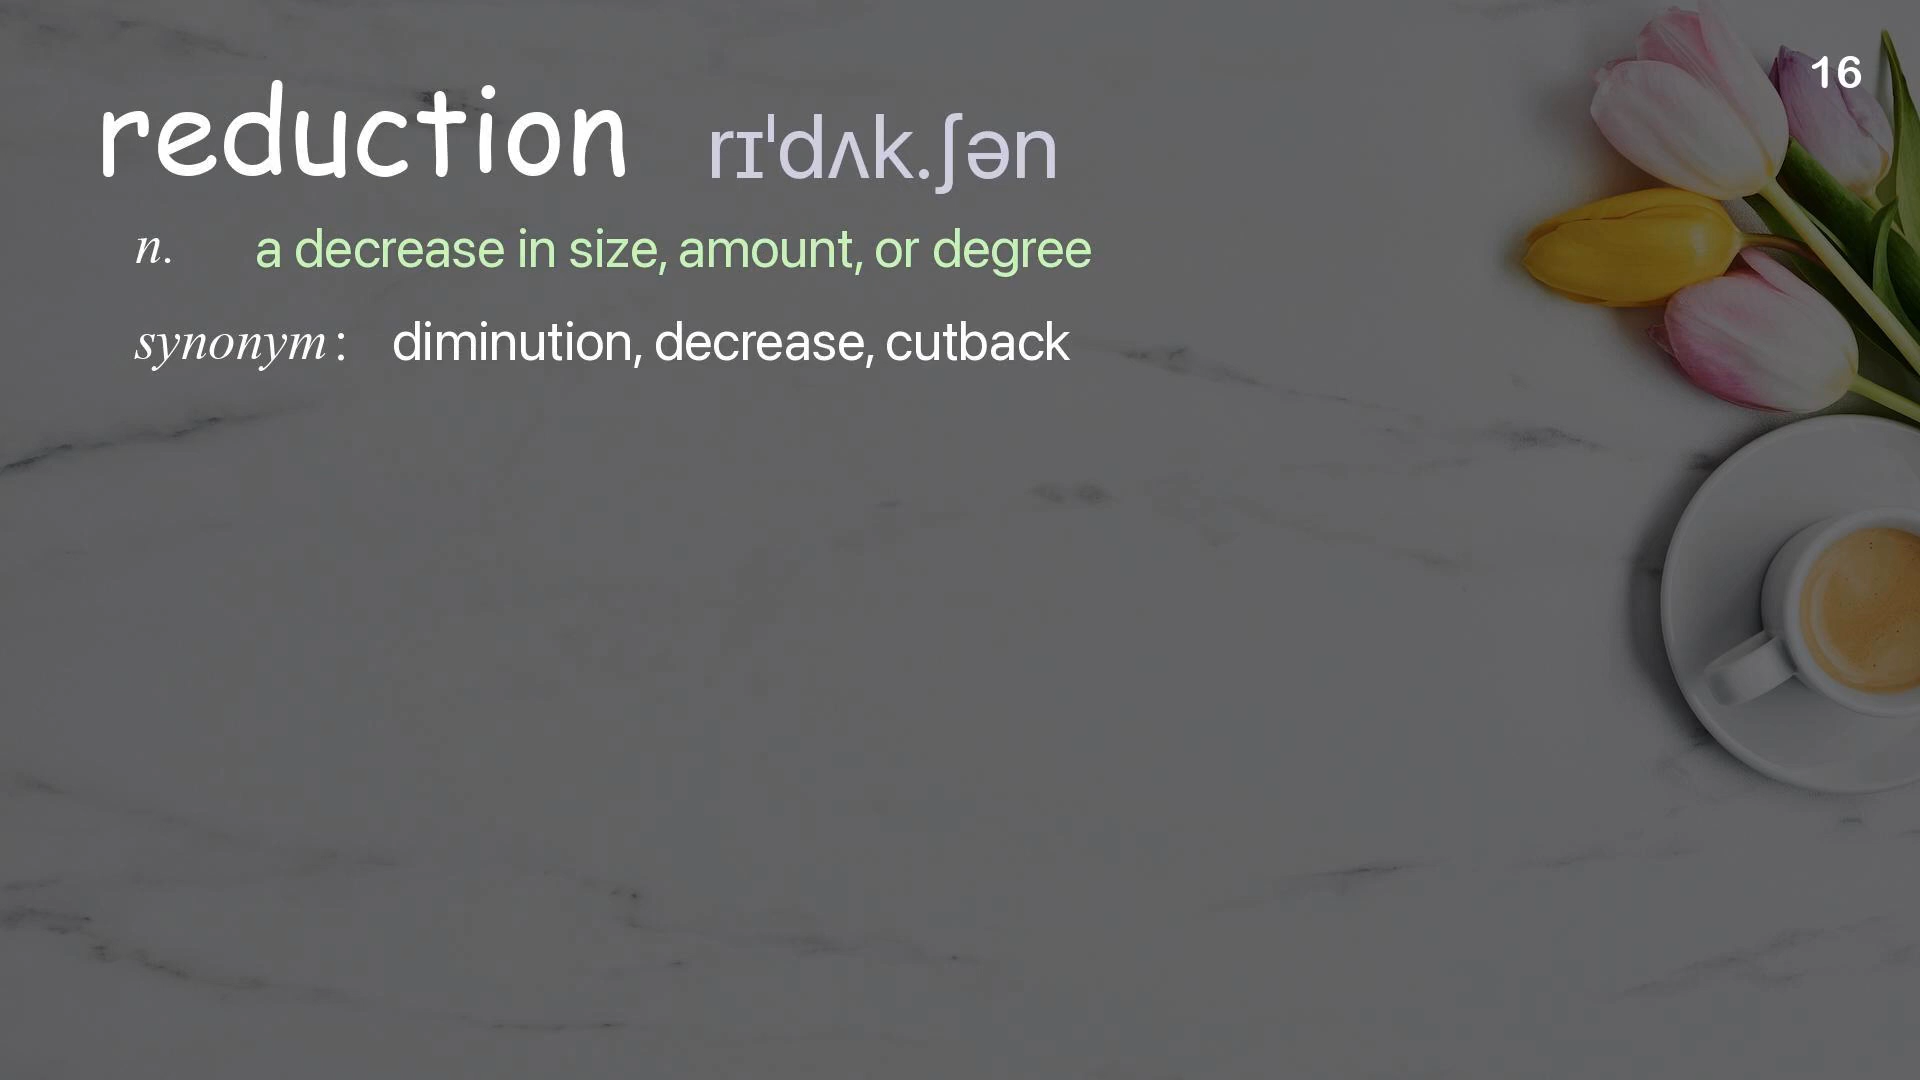 16
reduction rɪˈdʌk.ʃən
n. a decrease in size, amount, or degree
synonym : diminution, decrease, cutback